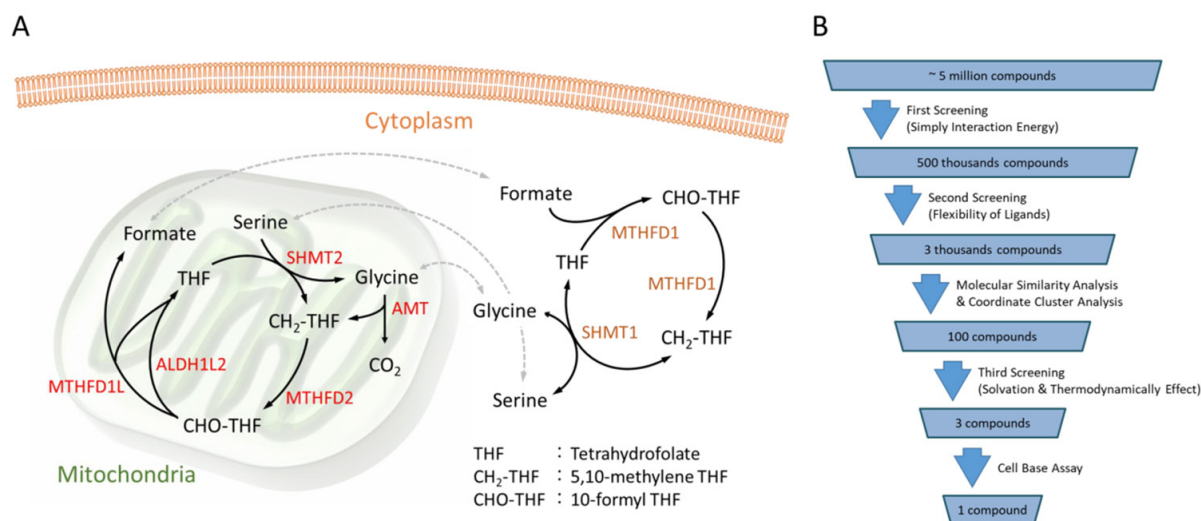 A
Cytoplasm
Formate
Serine
SHMT2
THF
Glycine
CH₂-THF
AMT
CO₂
MTHFD1L
ALDH1L2
MTHFD2
CHO-THF
Mitochondria
Formate
CHO-THF
MTHFD1
THF
MTHFD1
Glycine
SHMT1
CH₂-THF
Serine
THF : Tetrahydrofolate
CH₂-THF : 5,10-methylene THF
CHO-THF : 10-formyl THF
B
~ 5 million compounds
First Screening
(Simply Interaction Energy)
500 thousands compounds
Second Screening
(Flexibility of Ligands)
3 thousands compounds
Molecular Similarity Analysis
& Coordinate Cluster Analysis
100 compounds
Third Screening
(Solvation & Thermodynamically Effect)
3 compounds
Cell Base Assay
1 compound